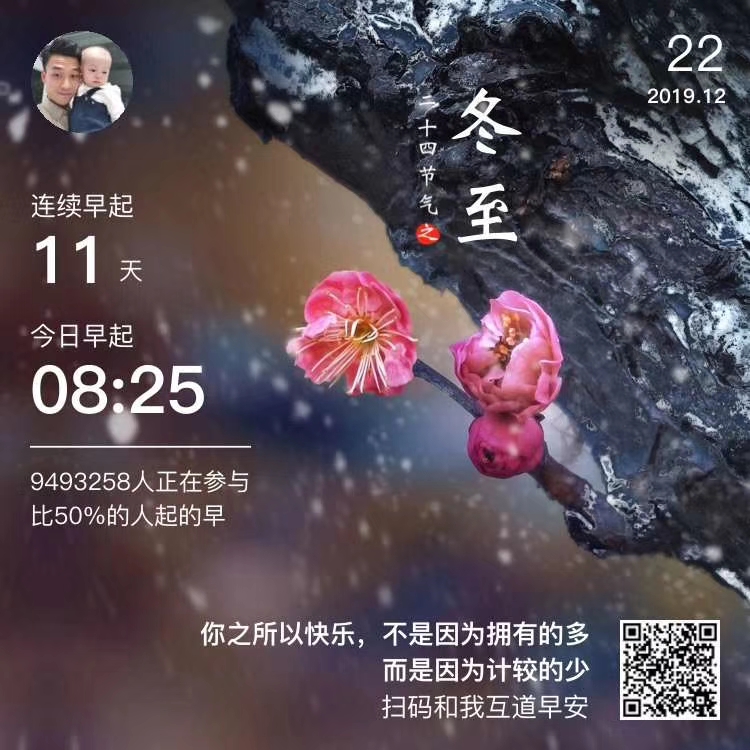 22
2019.12
二十四节气之
冬至
连续早起
11 天
今日早起
08:25
9493258人正在参与
比50%的人起的早
你之所以快乐，不是因为拥有的多
而是因为计较的少
扫码和我互道早安